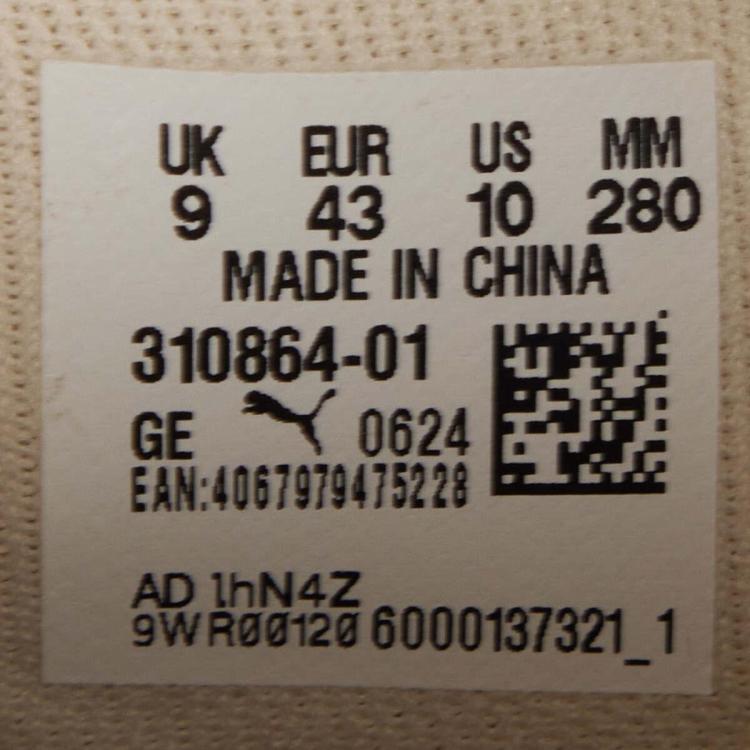 UK EUR US MM
9 43 10 280
MADE IN CHINA
310864-01
GE 0624
EAN:4067979475228
AD 1hN4Z
9WR00120 6000137321_1